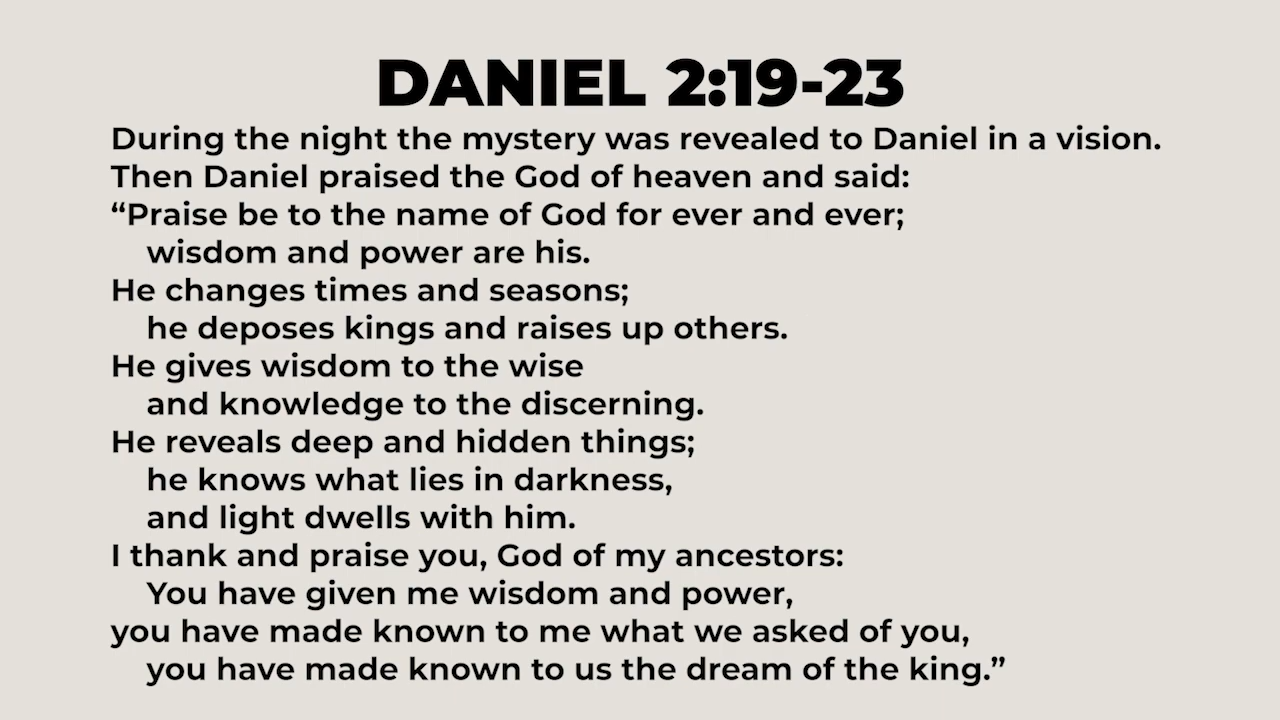 DANIEL 2:19-23
During the night the mystery was revealed to Daniel in a vision.
Then Daniel praised the God of heaven and said:
“Praise be to the name of God for ever and ever;
wisdom and power are his.
He changes times and seasons;
he deposes kings and raises up others.
He gives wisdom to the wise
and knowledge to the discerning.
He reveals deep and hidden things;
he knows what lies in darkness,
and light dwells with him.
I thank and praise you, God of my ancestors:
You have given me wisdom and power,
you have made known to me what we asked of you,
you have made known to us the dream of the king.”